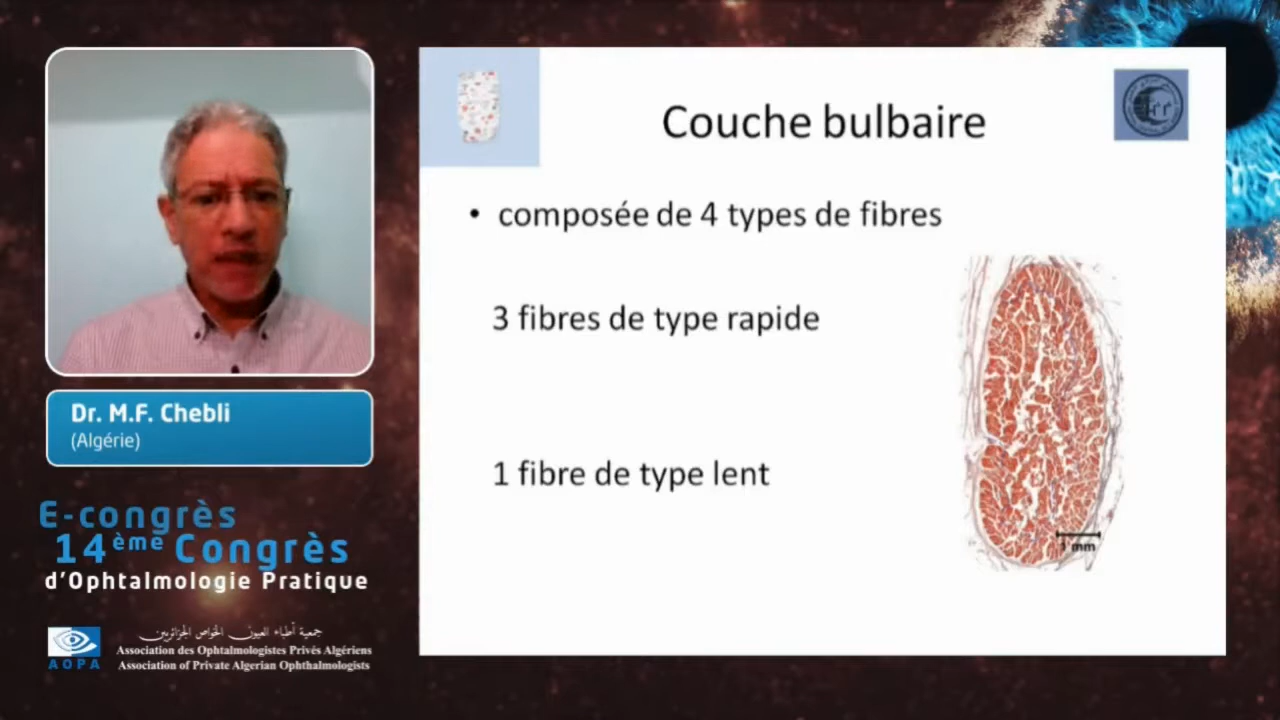 Couche bulbaire
• composée de 4 types de fibres
3 fibres de type rapide
1 fibre de type lent
1 mm
Dr. M.F. Chebli
(Algérie)
E-congrès
14ème Congrès
d'Ophtalmologie Pratique
جمعية أطباء العيون الخواص الجزائريين
AOPA
Association des Ophtalmologistes Privés Algériens
Association of Private Algerian Ophthalmologists